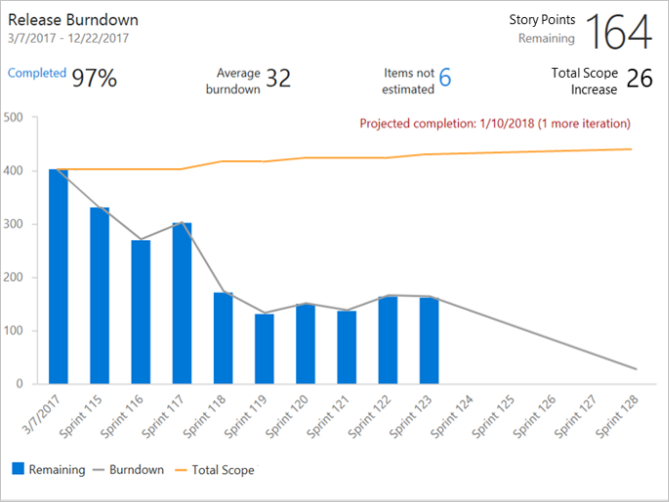 Release Burndown
3/7/2017 - 12/22/2017
Story Points
Remaining
164
Completed
97%
Average
burndown
32
Items not
estimated
6
Total Scope
Increase
26
Projected completion: 1/10/2018 (1 more iteration)
500
400
300
200
100
0
3/7/2017
Sprint 115
Sprint 116
Sprint 117
Sprint 118
Sprint 119
Sprint 120
Sprint 121
Sprint 122
Sprint 123
Sprint 124
Sprint 125
Sprint 126
Sprint 127
Sprint 128
Remaining
Burndown
Total Scope